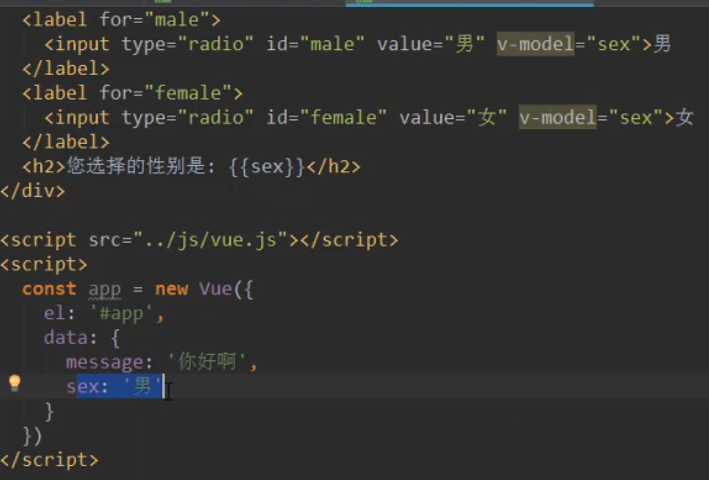 <label for="male">
<input type="radio" id="male" value="男" v-model="sex">男
</label>
<label for="female">
<input type="radio" id="female" value="女" v-model="sex">女
</label>
<h2>您选择的性别是: {{sex}}</h2>
</div>
<script src="../js/vue.js"></script>
<script>
const app = new Vue({
el: '#app',
data: {
message: '你好啊',
sex: '男'
}
})
</script>